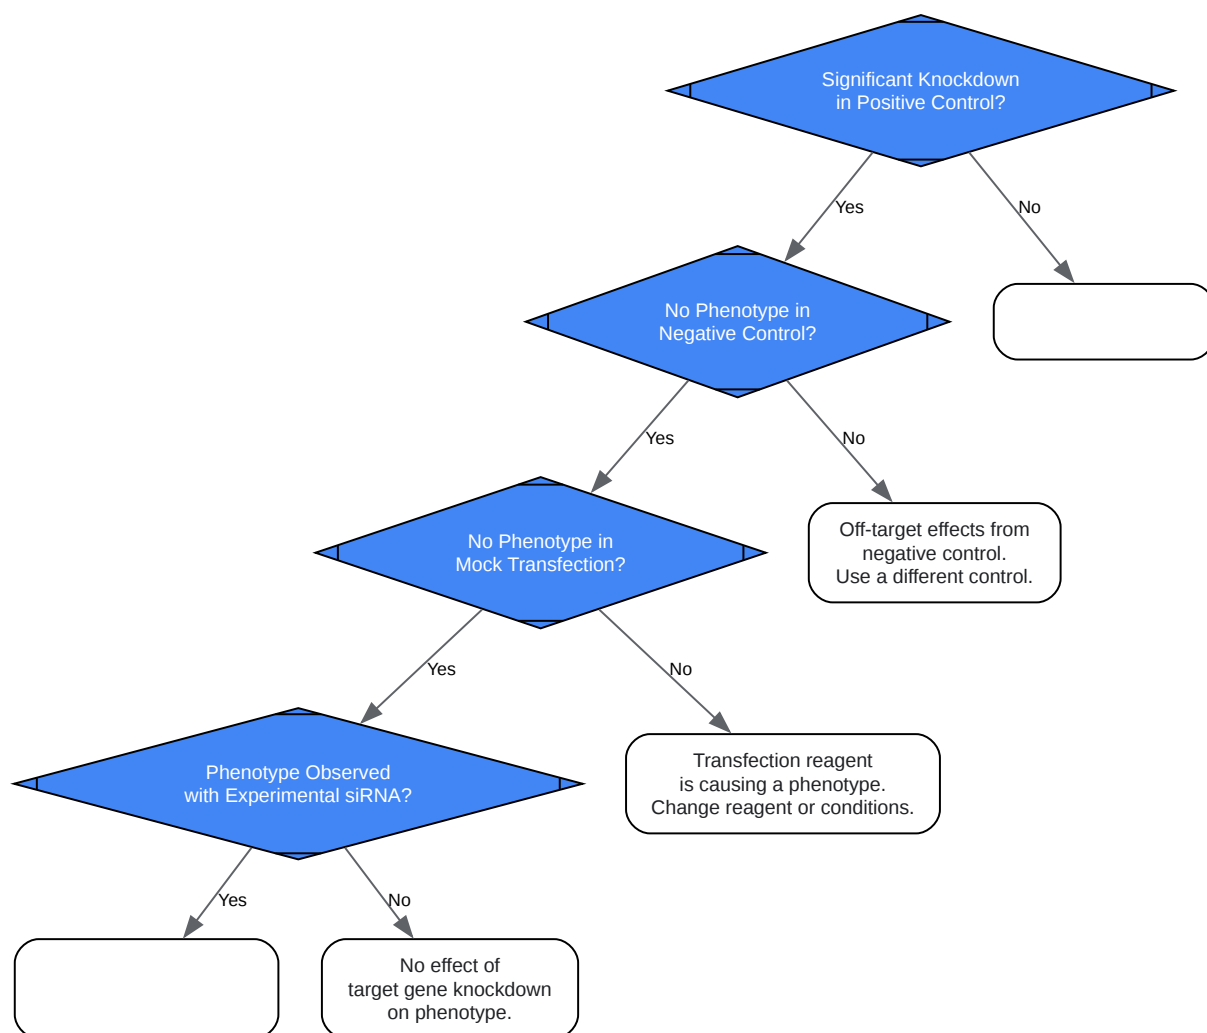 Significant Knockdown
in Positive Control?
Yes
No
No Phenotype in
Negative Control?
Yes
No
No Phenotype in
Mock Transfection?
Off-target effects from
negative control.
Use a different control.
Yes
No
Phenotype Observed
with Experimental siRNA?
Transfection reagent
is causing a phenotype.
Change reagent or conditions.
Yes
No
No effect of
target gene knockdown
on phenotype.